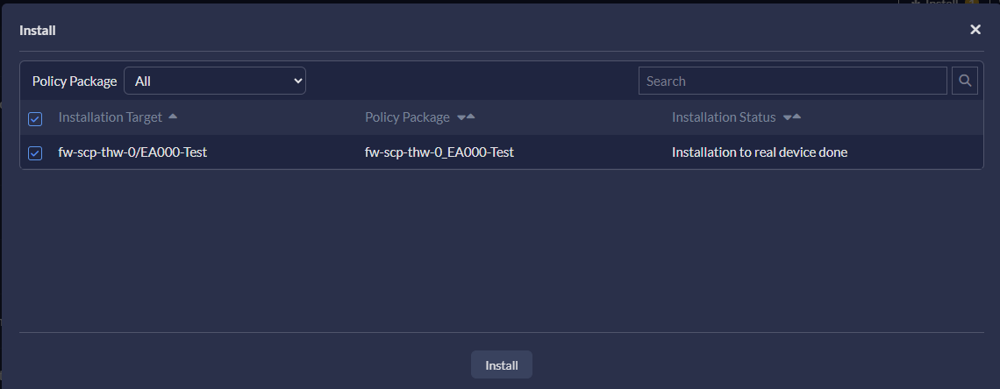 Install
Install
Policy Package All Search
Installation Target Policy Package Installation Status
fw-scp-thw-0/EA000-Test fw-scp-thw-0_EA000-Test Installation to real device done
Install